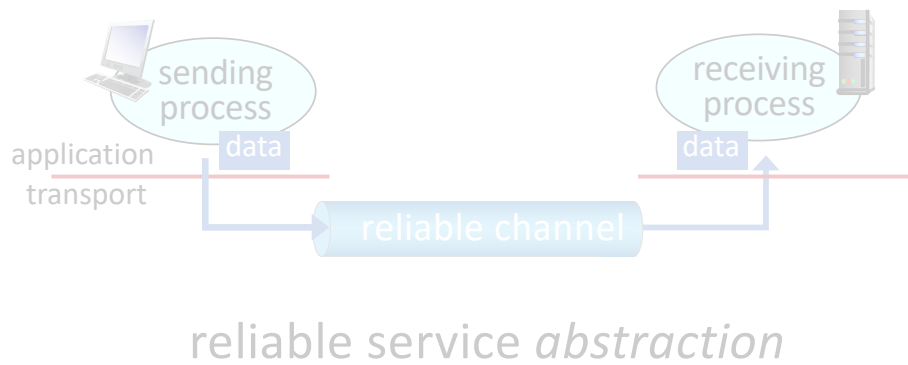 sending
process
data
receiving
process
data
application
transport
reliable channel
reliable service abstraction